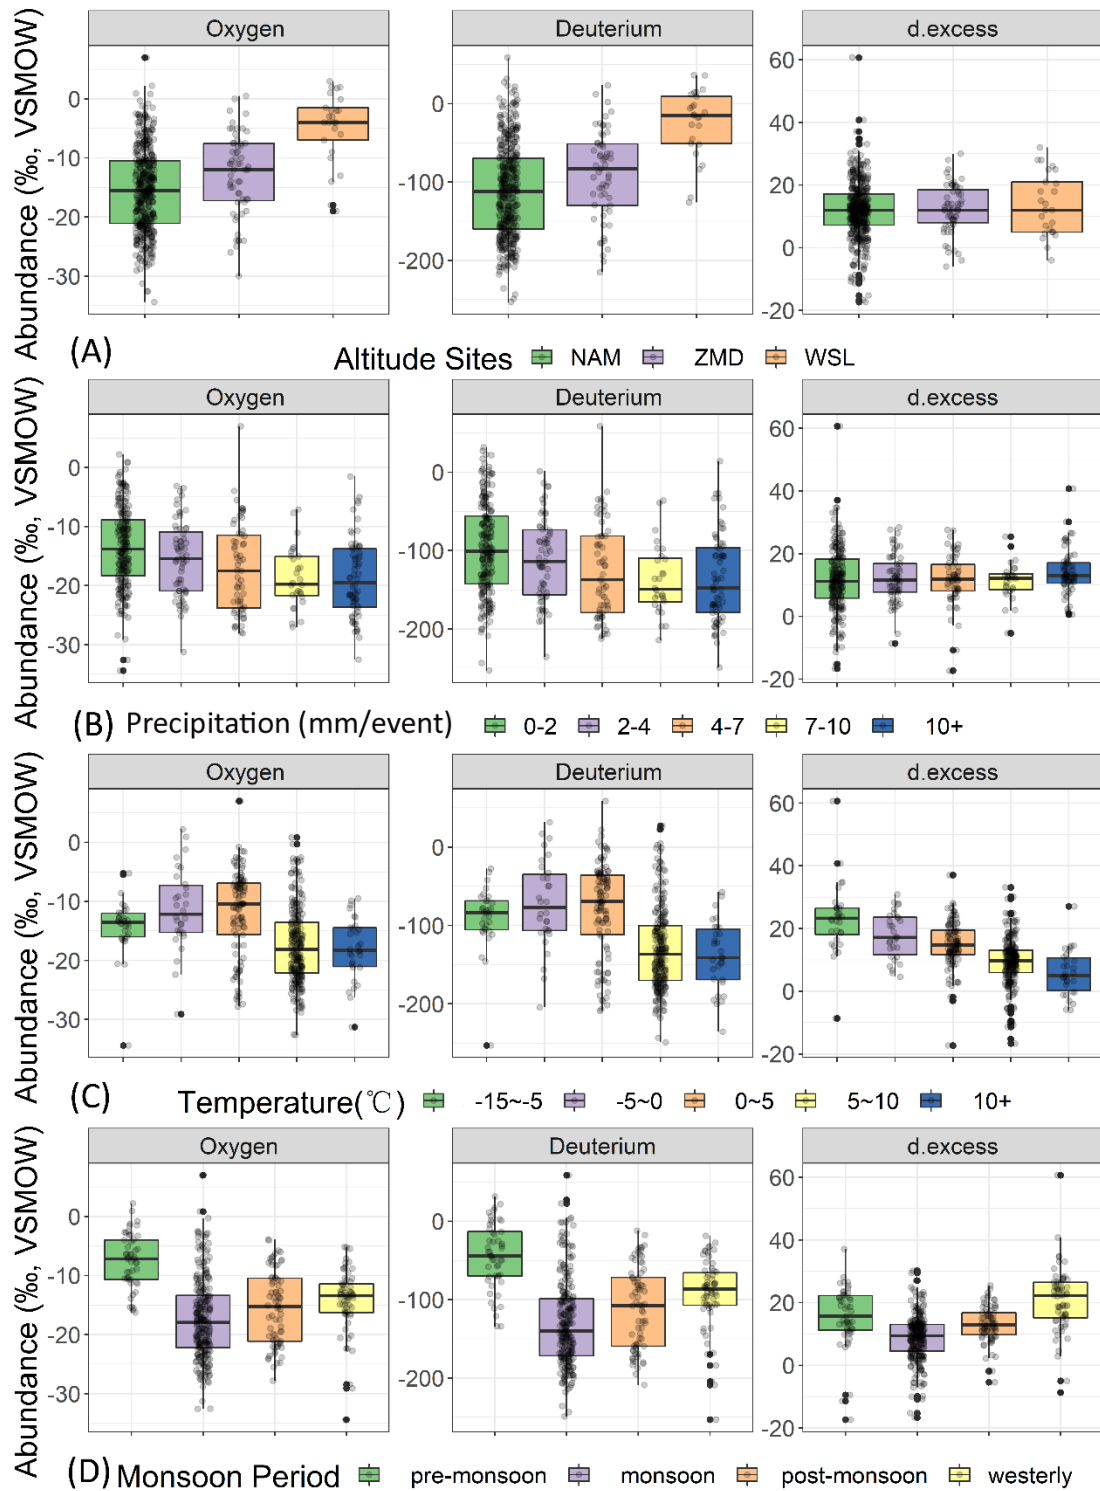 Oxygen Deuterium d.excess
Abundance (‰, VSMOW)
0 -10 -20 -30
0 -100 -200
60 40 20 0 -20
(A) Altitude Sites NAM ZMD WSL
Oxygen Deuterium d.excess
Abundance (‰, VSMOW)
0 -10 -20 -30
0 -100 -200
60 40 20 0 -20
(B) Precipitation (mm/event) 0-2 2-4 4-7 7-10 10+
Oxygen Deuterium d.excess
Abundance (‰, VSMOW)
0 -10 -20 -30
0 -100 -200
60 40 20 0 -20
(C) Temperature(℃) -15~-5 -5~0 0~5 5~10 10+
Oxygen Deuterium d.excess
Abundance (‰, VSMOW)
0 -10 -20 -30
0 -100 -200
60 40 20 0 -20
(D) Monsoon Period pre-monsoon monsoon post-monsoon westerly